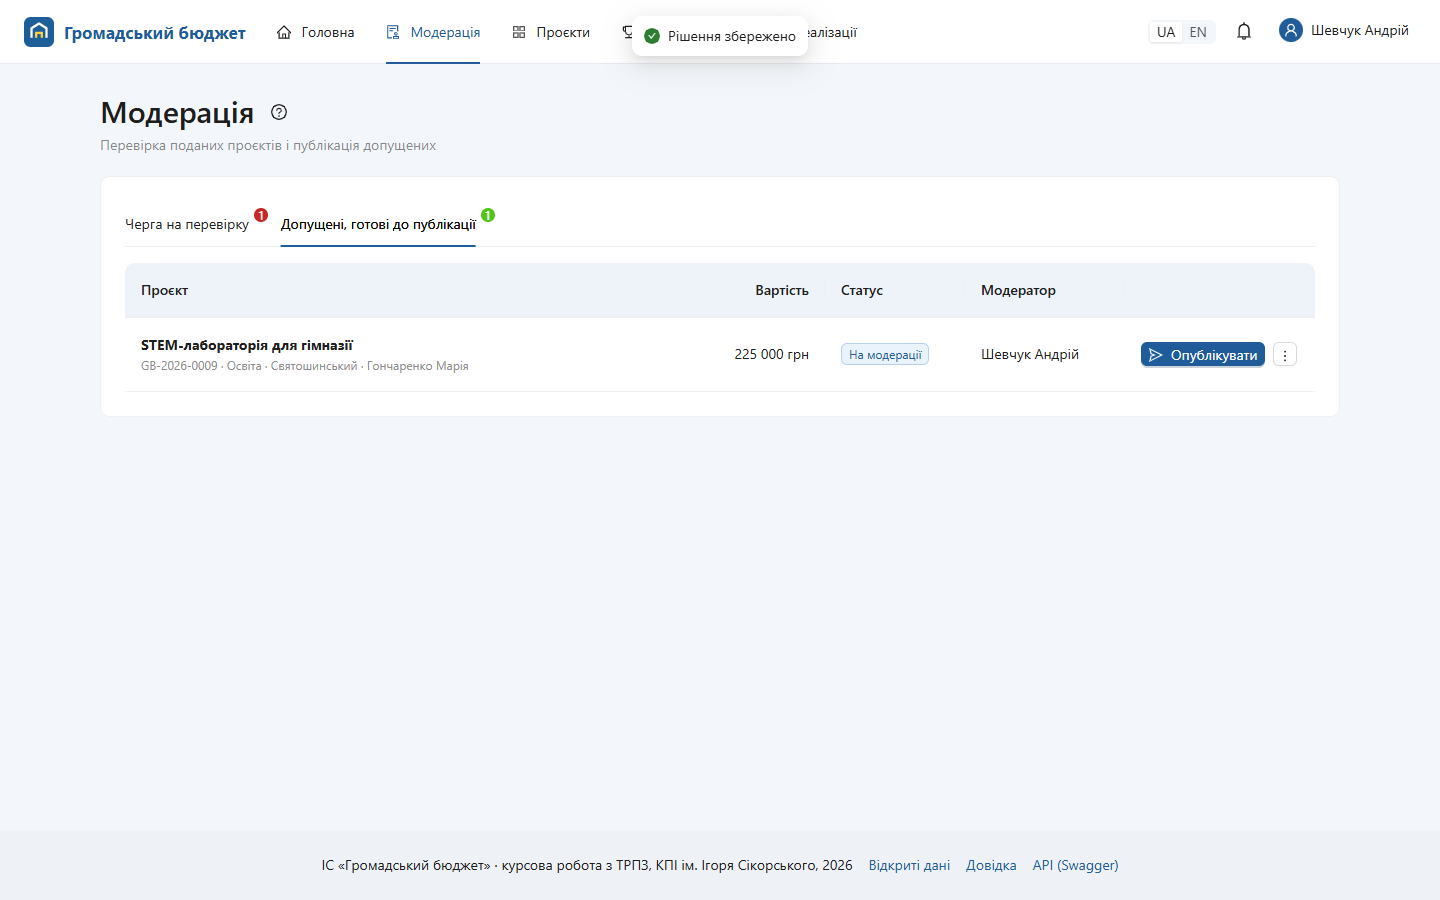 Громадський бюджет
Головна
Модерація
Проєкти
Рішення збережено
еалізації
UA EN
Шевчук Андрій
Модерація
Перевірка поданих проєктів і публікація допущених
Черга на перевірку 1
Допущені, готові до публікації 1
Проєкт Вартість Статус Модератор
STEM-лабораторія для гімназії
GB-2026-0009 · Освіта · Святошинський · Гончаренко Марія
225 000 грн На модерації Шевчук Андрій Опублікувати
ІС «Громадський бюджет» · курсова робота з ТРПЗ, КПІ ім. Ігоря Сікорського, 2026 Відкриті дані Довідка API (Swagger)